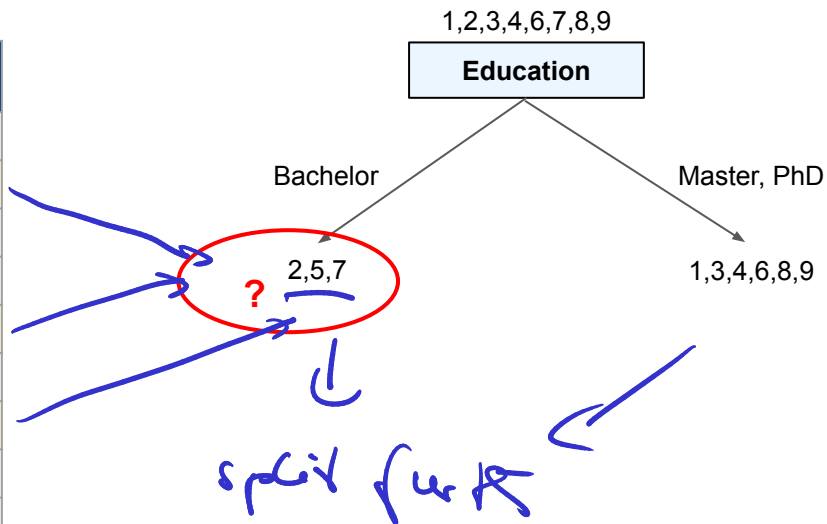 1,2,3,4,6,7,8,9
Education
Bachelor
Master, PhD
2,5,7
?
1,3,4,6,8,9
split further